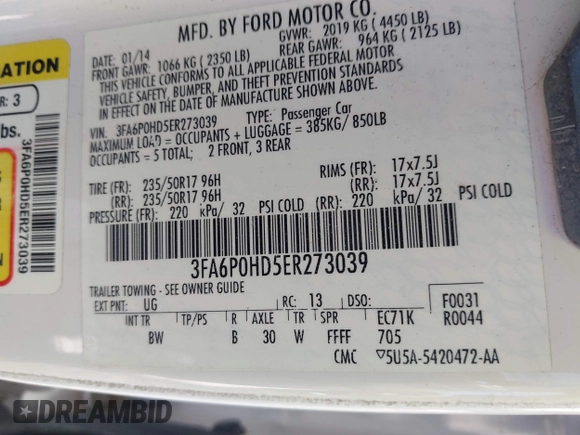 MFD. BY FORD MOTOR CO.
DATE: 01/14 GVWR: 2019 KG (4450 LB)
FRONT GAWR: 1066 KG (2350 LB) REAR GAWR: 964 KG (2125 LB)
THIS VEHICLE CONFORMS TO ALL APPLICABLE FEDERAL MOTOR
VEHICLE SAFETY, BUMPER, AND THEFT PREVENTION STANDARDS
IN EFFECT ON THE DATE OF MANUFACTURE SHOWN ABOVE.
VIN: 3FA6P0HD5ER273039 TYPE: Passenger Car
MAXIMUM LOAD = OCCUPANTS + LUGGAGE = 385KG/ 850LB
OCCUPANTS = 5 TOTAL; 2 FRONT, 3 REAR
TIRE (FR): 235/50R17 96H RIMS (FR): 17x7.5J
(RR): 235/50R17 96H (RR): 17x7.5J
PRESSURE (FR): 220 kPa/ 32 PSI COLD (RR): 220 kPa/ 32 PSI COLD
3FA6P0HD5ER273039
TRAILER TOWING - SEE OWNER GUIDE
EXT PNT: UG RC: 13 DSO: F0031
INT TR TP/PS R AXLE TR SPR EC71K R0044
BW B 30 W FFFF 705
CMC ▽5U5A-5420472-AA
ATION
R: 3
lbs.
3FA6P0HD5ER273039
DREAMBID